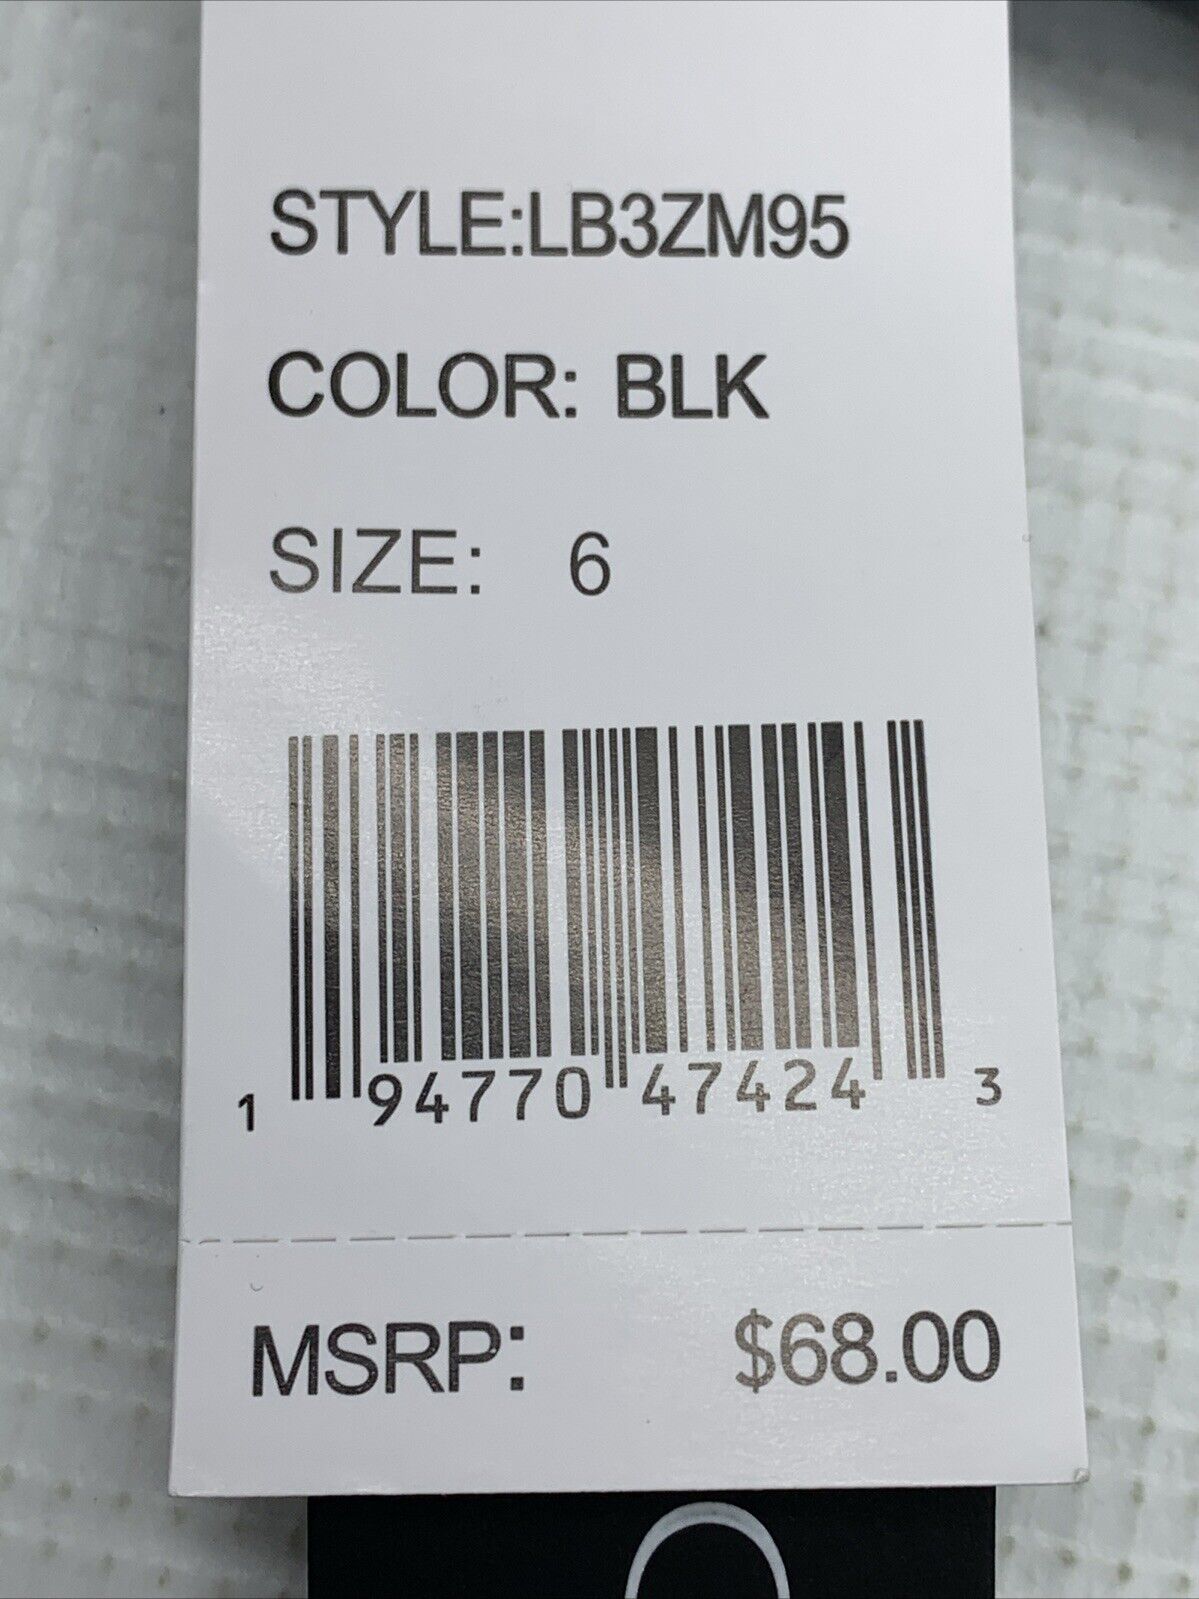 STYLE:LB3ZM95
COLOR: BLK
SIZE: 6
1 94770 47424 3
MSRP: $68.00